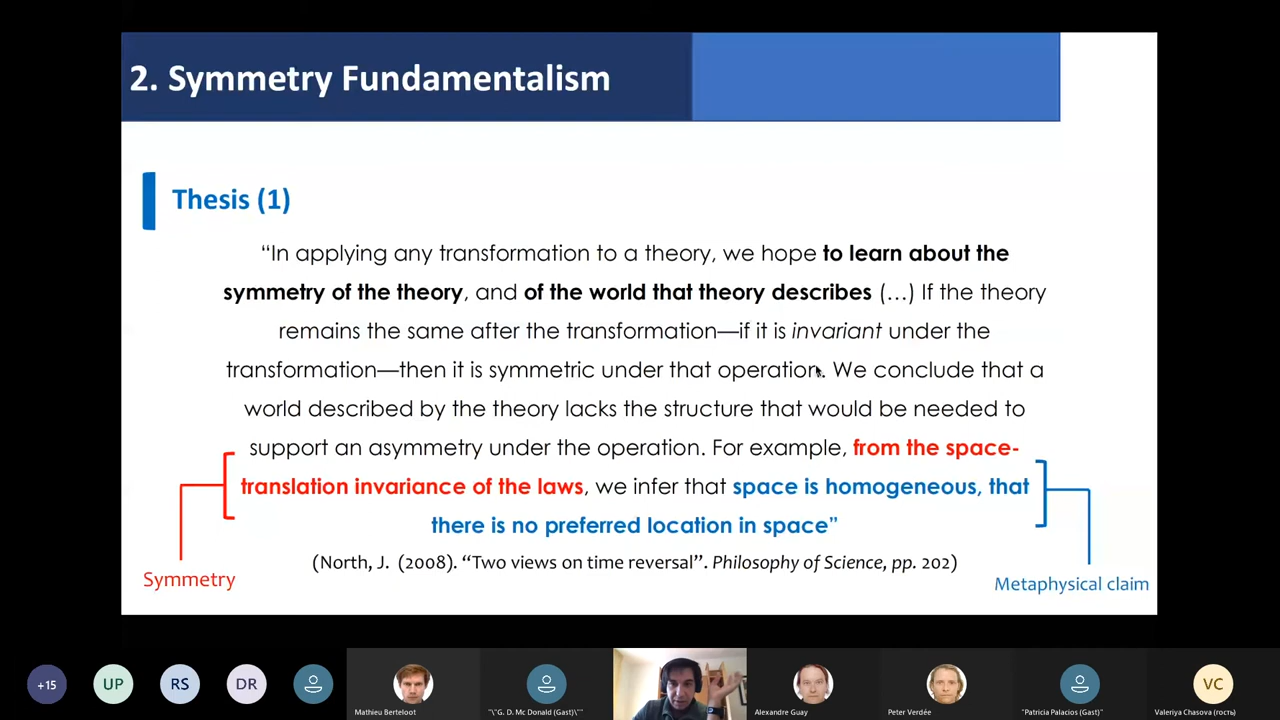 2. Symmetry Fundamentalism
Thesis (1)
“In applying any transformation to a theory, we hope to learn about the
symmetry of the theory, and of the world that theory describes (…) If the theory
remains the same after the transformation—if it is invariant under the
transformation—then it is symmetric under that operation. We conclude that a
world described by the theory lacks the structure that would be needed to
support an asymmetry under the operation. For example, from the space-
translation invariance of the laws, we infer that space is homogeneous, that
there is no preferred location in space”
(North, J. (2008). “Two views on time reversal”. Philosophy of Science, pp. 202)
Symmetry
Metaphysical claim
+15
UP
RS
DR
Mathieu Berteloot
"\"G. D. Mc Donald (Gast)\""
Alexandre Guay
Peter Verdée
"Patricia Palacios (Gast)"
VC
Valeriya Chasova (гость)